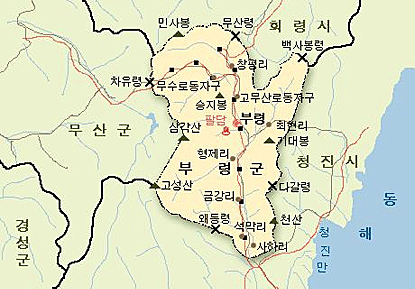 민사봉
무산령
회령시
백사봉령
창평리
차유령
무수로동자구
승지봉
고무산로동자구
팔담
부령
무산군
삼각산
최현리
기대봉
형제리
청진시
부령군
고성산
다갈령
금강리
경성군
왜동령
석막리
천산
사하리
청진만
동해